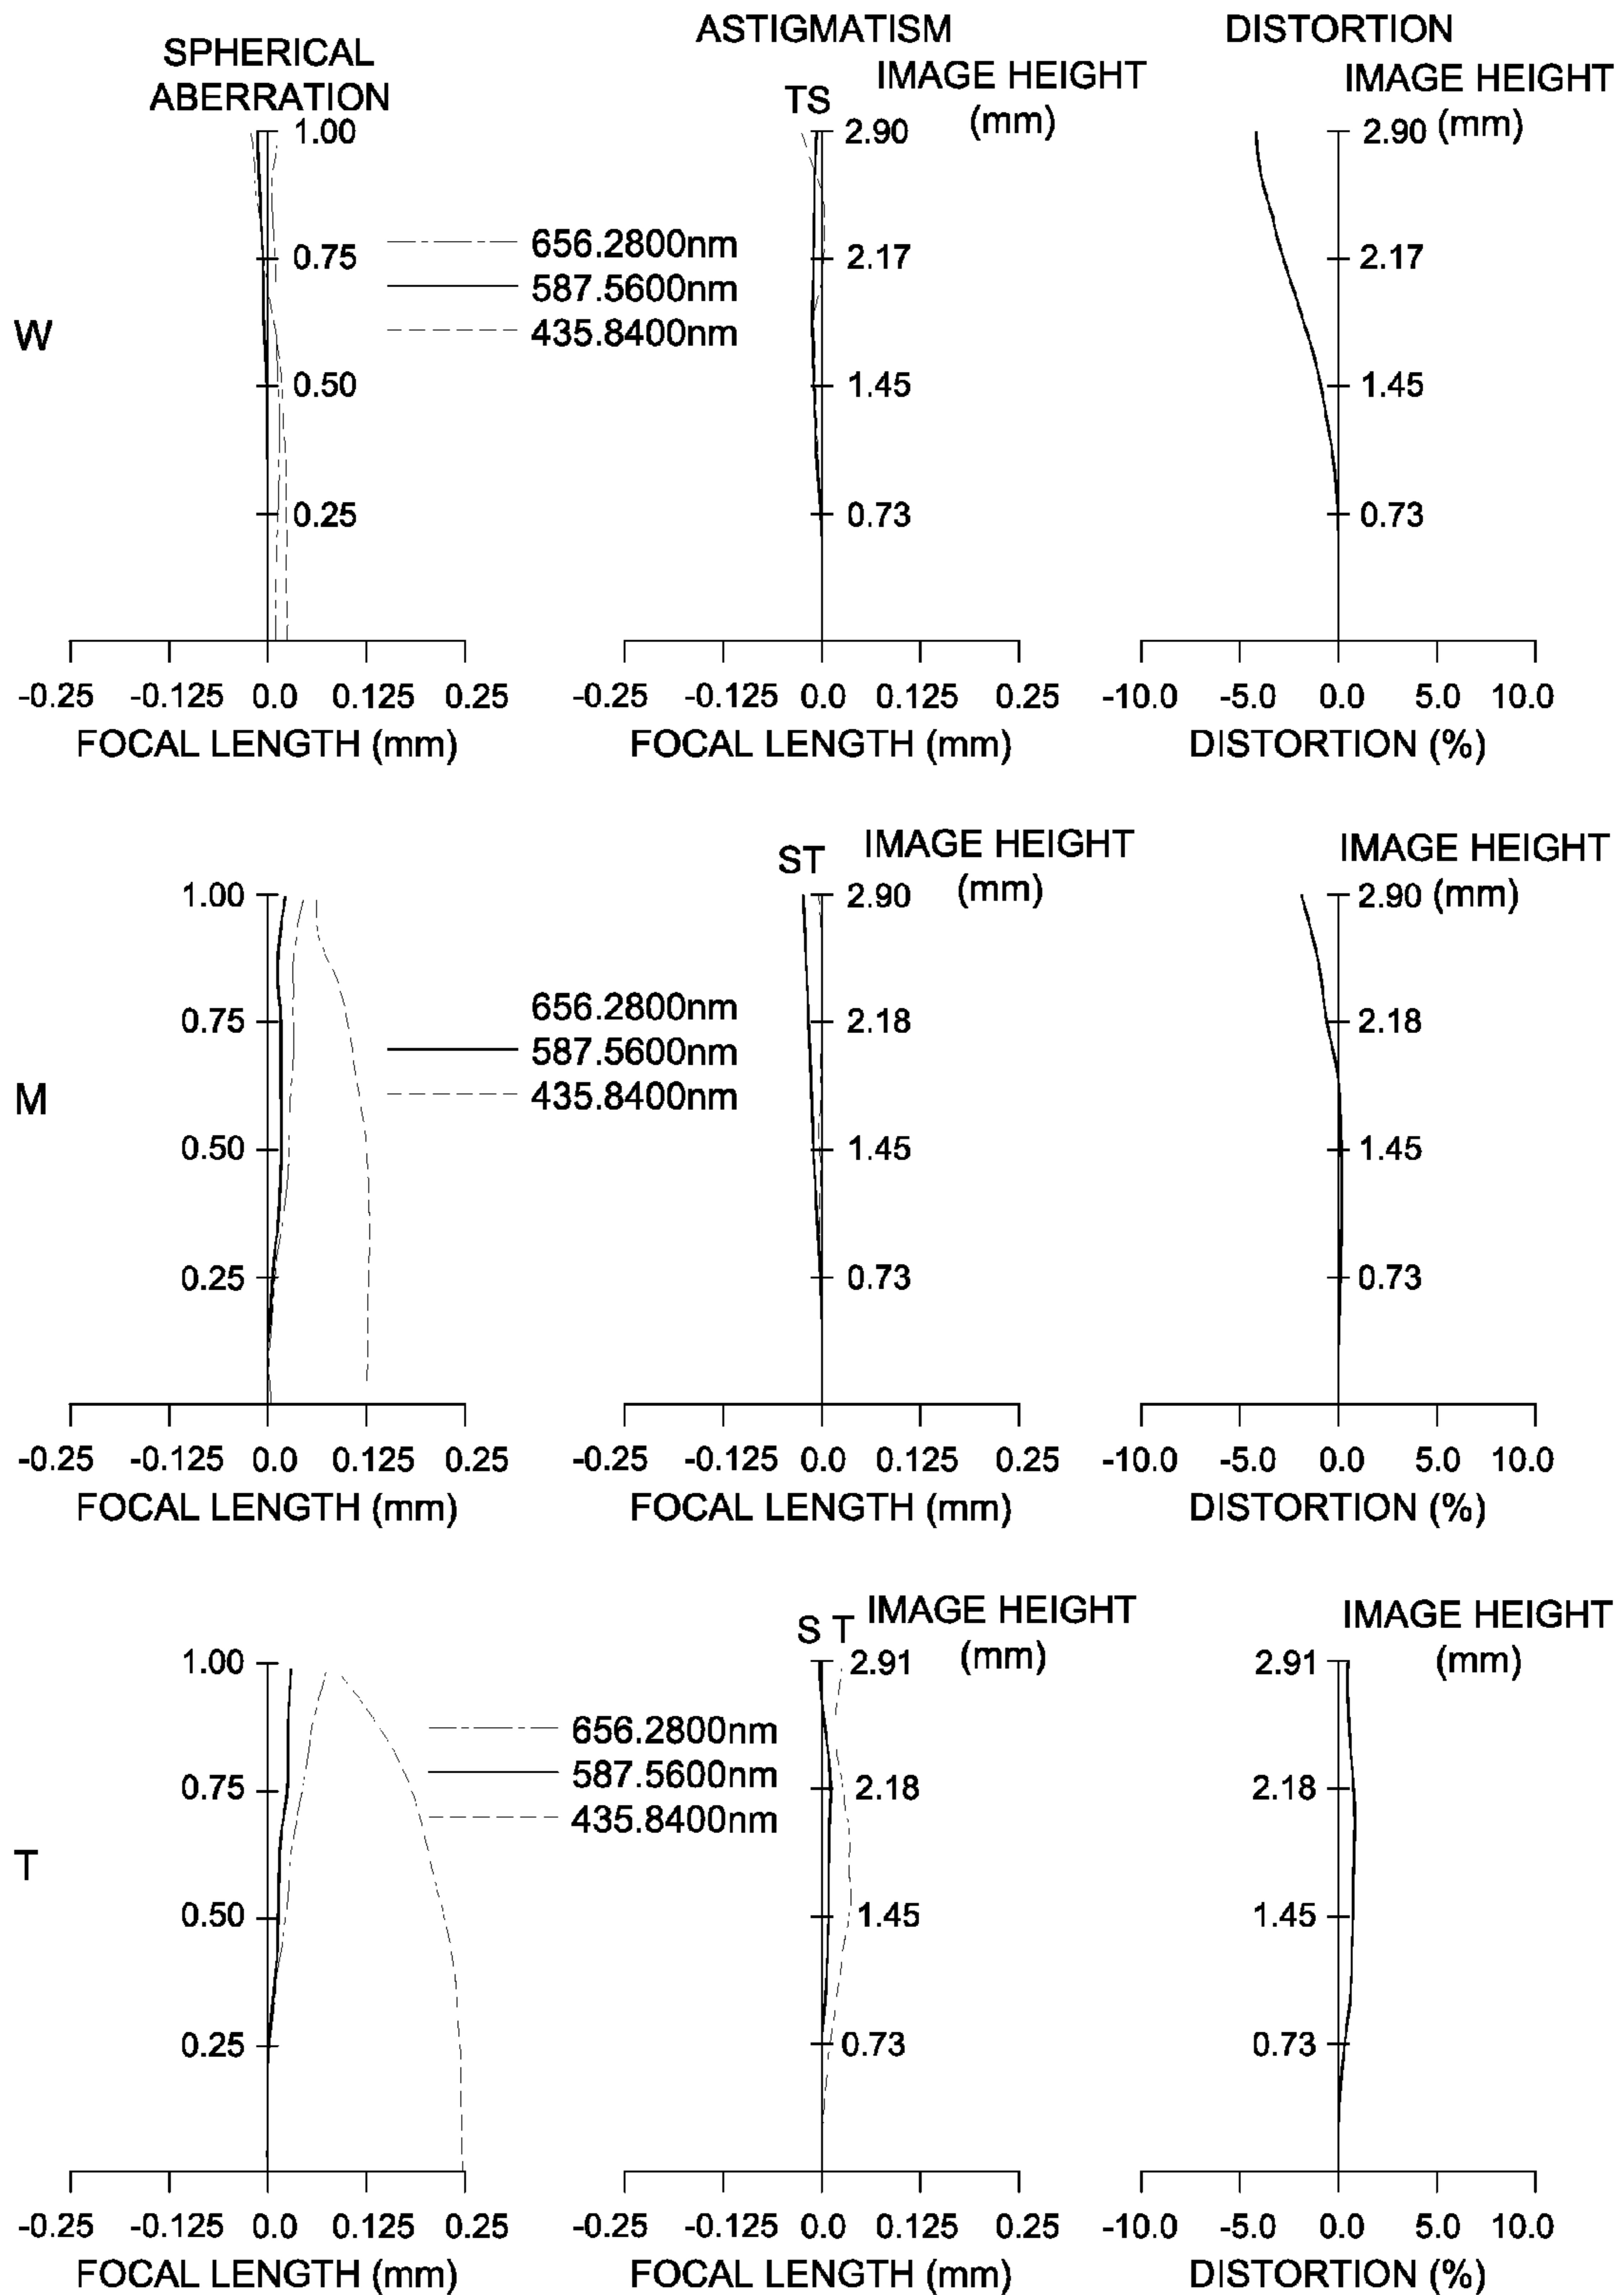 SPHERICAL
ABERRATION
1.00
0.75
0.50
0.25
656.2800nm
587.5600nm
435.8400nm
W
-0.25 -0.125 0.0 0.125 0.25
FOCAL LENGTH (mm)
ASTIGMATISM
IMAGE HEIGHT
(mm)
TS
2.90
2.17
1.45
0.73
-0.25 -0.125 0.0 0.125 0.25
FOCAL LENGTH (mm)
DISTORTION
IMAGE HEIGHT
2.90 (mm)
2.17
1.45
0.73
-10.0 -5.0 0.0 5.0 10.0
DISTORTION (%)
1.00
0.75
0.50
0.25
656.2800nm
587.5600nm
435.8400nm
M
-0.25 -0.125 0.0 0.125 0.25
FOCAL LENGTH (mm)
IMAGE HEIGHT
(mm)
ST
2.90
2.18
1.45
0.73
-0.25 -0.125 0.0 0.125 0.25
FOCAL LENGTH (mm)
IMAGE HEIGHT
2.90 (mm)
2.18
1.45
0.73
-10.0 -5.0 0.0 5.0 10.0
DISTORTION (%)
1.00
0.75
0.50
0.25
656.2800nm
587.5600nm
435.8400nm
T
-0.25 -0.125 0.0 0.125 0.25
FOCAL LENGTH (mm)
S T IMAGE HEIGHT
(mm)
2.91
2.18
1.45
0.73
-0.25 -0.125 0.0 0.125 0.25
FOCAL LENGTH (mm)
IMAGE HEIGHT
(mm)
2.91
2.18
1.45
0.73
-10.0 -5.0 0.0 5.0 10.0
DISTORTION (%)